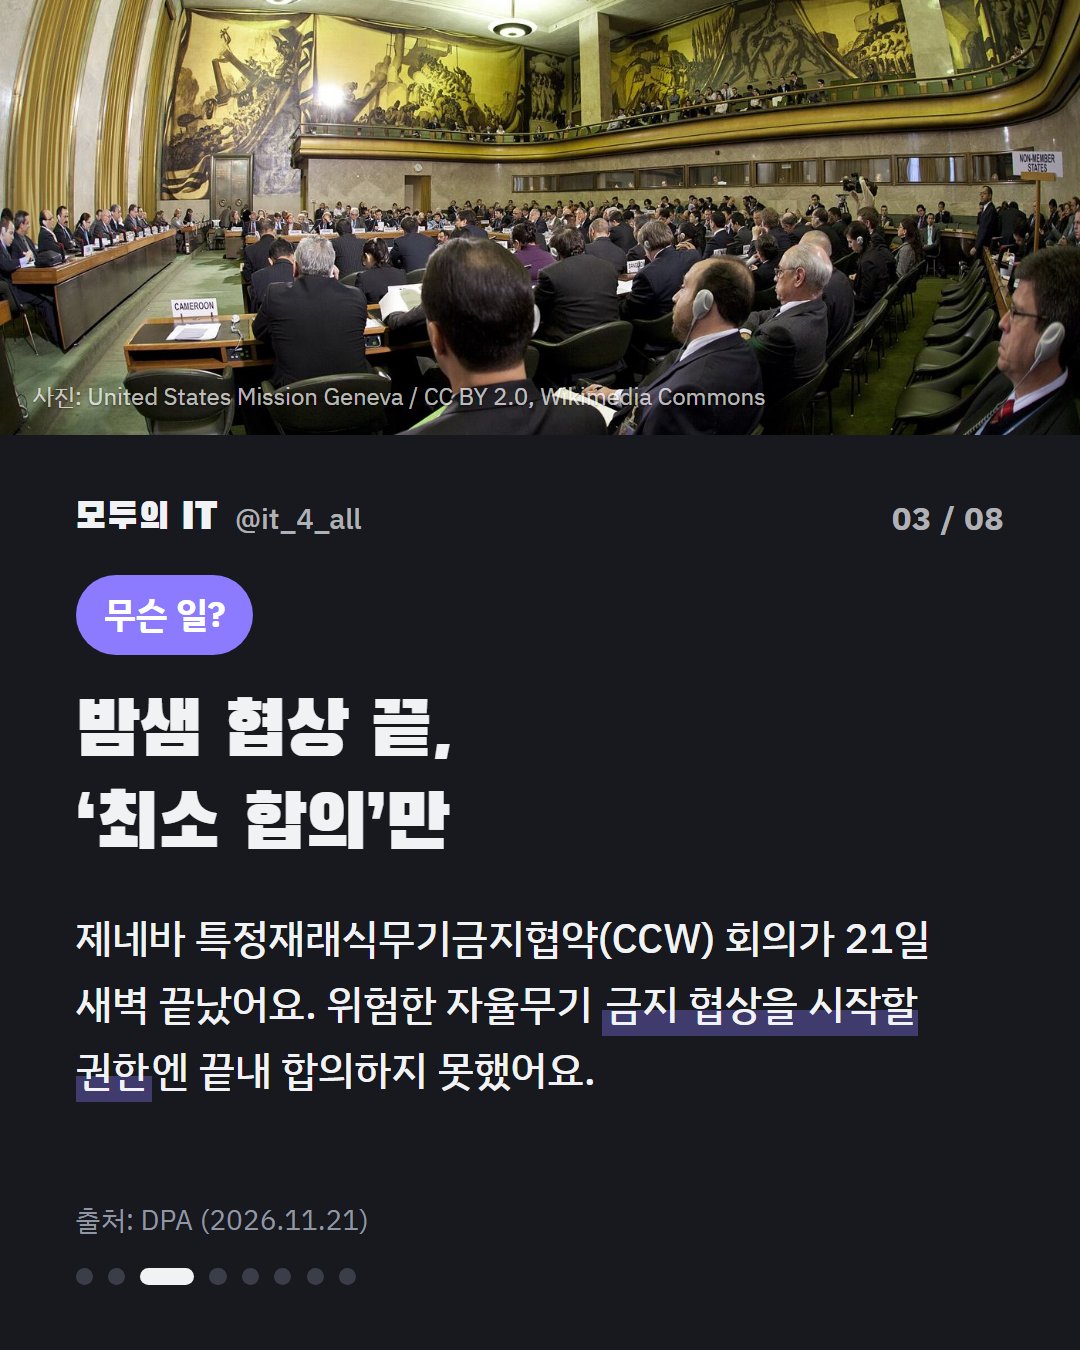 NON-MEMBER
STATES
CAMEROON
사진: United States Mission Geneva / CC BY 2.0, Wikimedia Commons
모두의 IT @it_4_all
03 / 08
무슨 일?
밤샘 협상 끝,
‘최소 합의’만
제네바 특정재래식무기금지협약(CCW) 회의가 21일
새벽 끝났어요. 위험한 자율무기 금지 협상을 시작할
권한엔 끝내 합의하지 못했어요.
출처: DPA (2026.11.21)